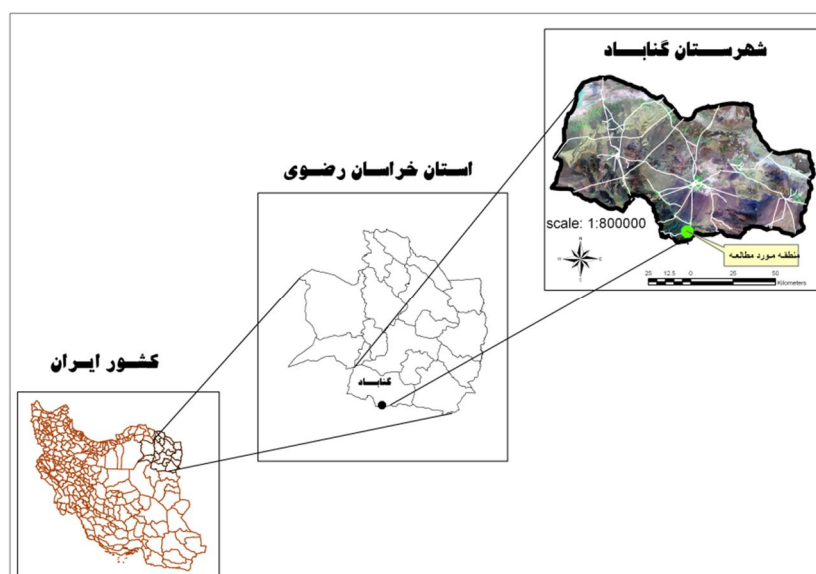 شهرستان گناباد
scale: 1:800000
N
W E
S
منطقه مورد مطالعه
25 12.5 0 25 50
Kilometers
استان خراسان رضوی
گناباد
کشور ایران